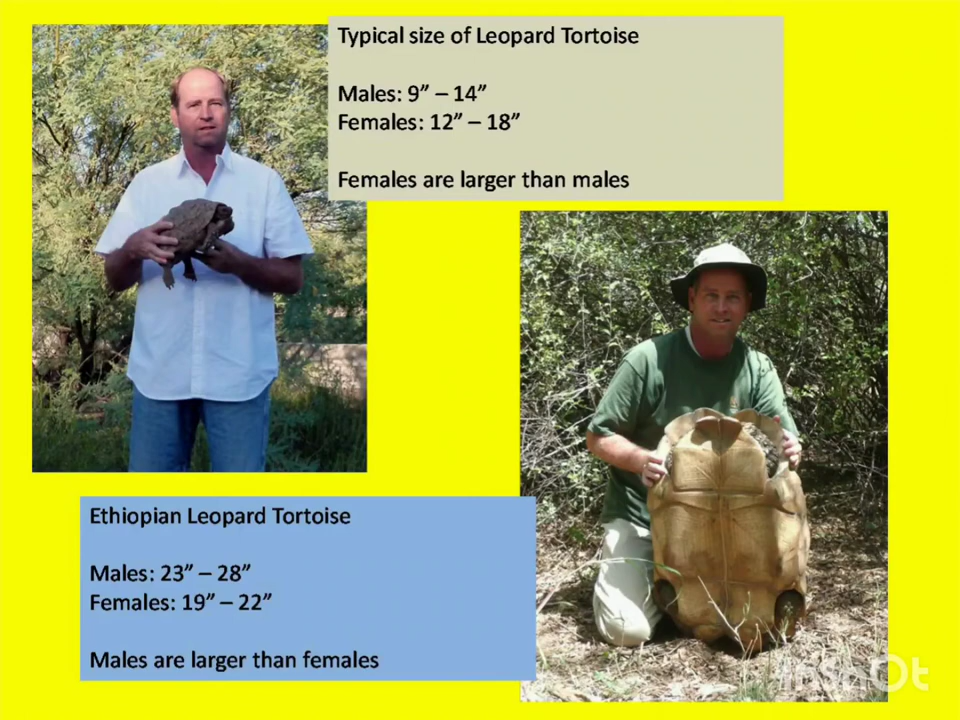 Typical size of Leopard Tortoise
Males: 9” – 14”
Females: 12” – 18”
Females are larger than males
Ethiopian Leopard Tortoise
Males: 23” – 28”
Females: 19” – 22”
Males are larger than females
InShOt